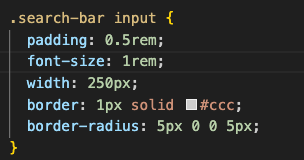 .search-bar input {
padding: 0.5rem;
font-size: 1rem;
width: 250px;
border: 1px solid #ccc;
border-radius: 5px 0 0 5px;
}